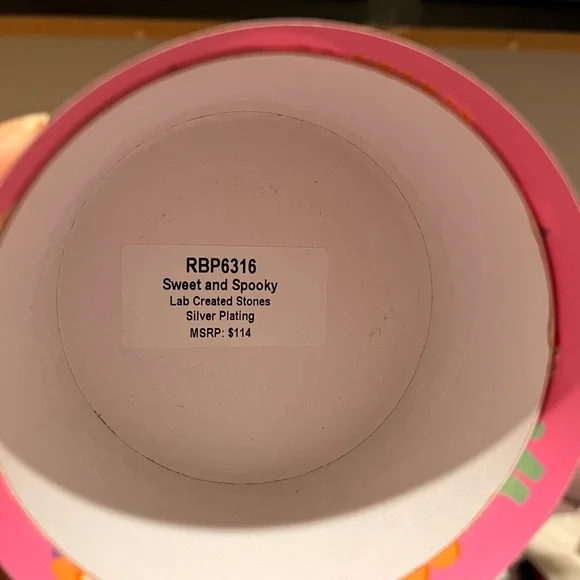 RBP6316
Sweet and Spooky
Lab Created Stones
Silver Plating
MSRP: $114